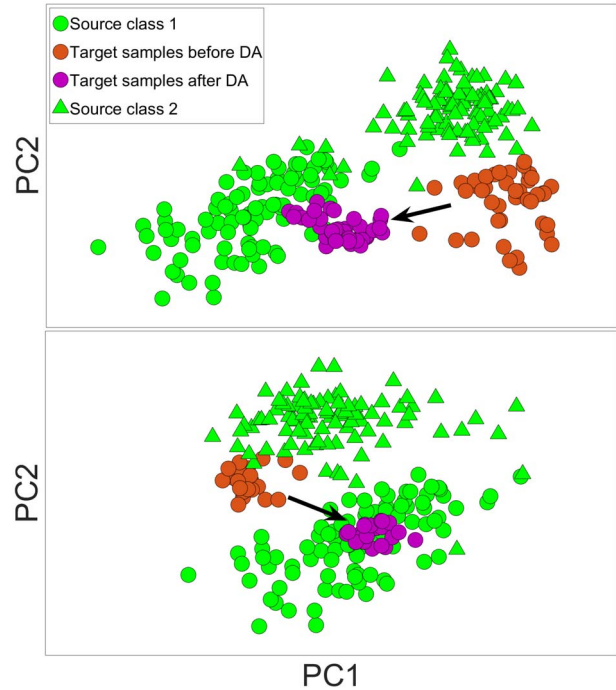 Source class 1
Target samples before DA
Target samples after DA
Source class 2
PC2
PC2
PC1